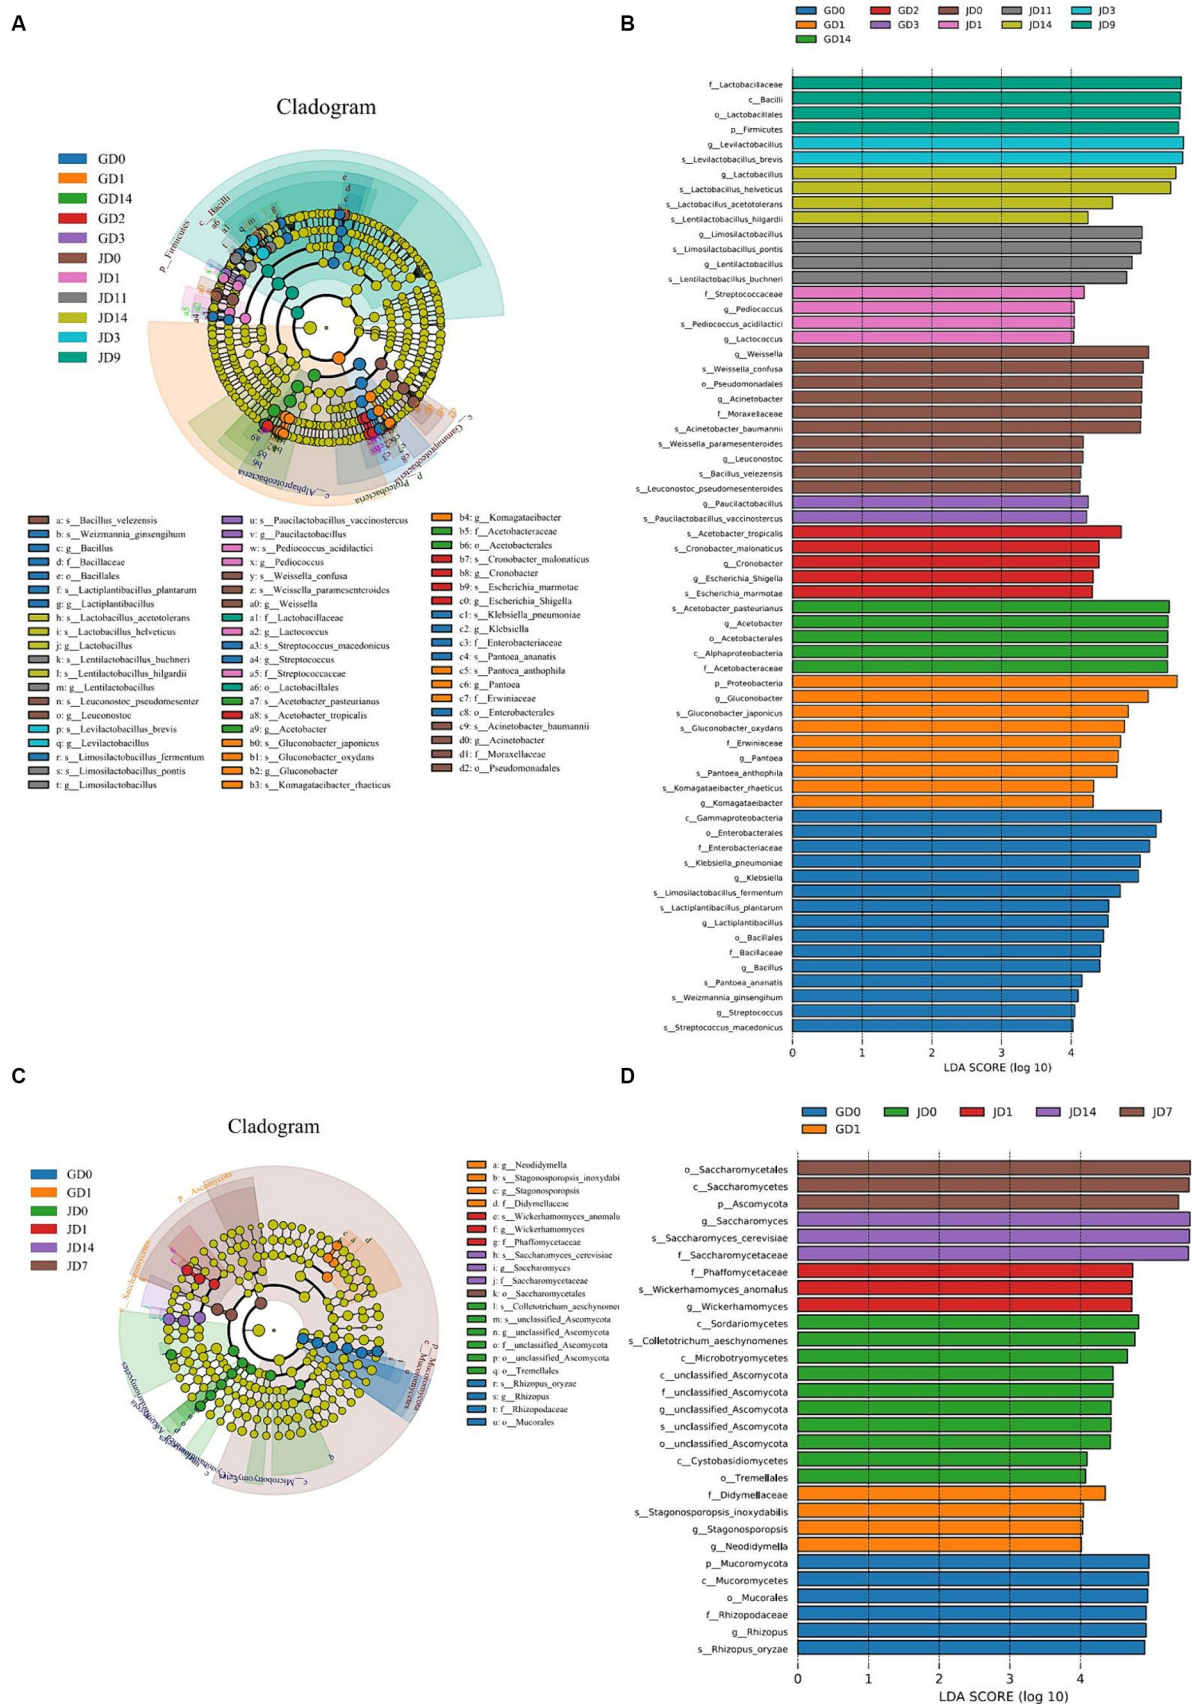 A
Cladogram
GD0
GD1
GD14
GD2
GD3
JD0
JD1
JD11
JD14
JD3
JD9
p__Firmicutes
c__Bacilli
c__Alphaproteobacteria
p__Proteobacteria
c__Gammaproteobacteria
a: s__Bacillus_velezensis
b: s__Weizmannia_ginsengihum
c: g__Bacillus
d: f__Bacillaceae
e: o__Bacillales
f: s__Lactiplantibacillus_plantarum
g: g__Lactiplantibacillus
h: s__Lactobacillus_acetotolerans
i: s__Lactobacillus_helveticus
j: g__Lactobacillus
k: s__Lentilactobacillus_buchneri
l: s__Lentilactobacillus_hilgardii
m: g__Lentilactobacillus
n: s__Leuconostoc_pseudomesenter
o: g__Leuconostoc
p: s__Levilactobacillus_brevis
q: g__Levilactobacillus
r: s__Limosilactobacillus_fermentum
s: s__Limosilactobacillus_pontis
t: g__Limosilactobacillus
u: s__Paucilactobacillus_vaccinostercus
v: g__Paucilactobacillus
w: s__Pediococcus_acidilactici
x: g__Pediococcus
y: s__Weissella_confusa
z: s__Weissella_paramesenteroides
a0: g__Weissella
a1: f__Lactobacillaceae
a2: g__Lactococcus
a3: s__Streptococcus_macedonicus
a4: g__Streptococcus
a5: f__Streptococcaceae
a6: o__Lactobacillales
a7: s__Acetobacter_pasteurianus
a8: s__Acetobacter_tropicalis
a9: g__Acetobacter
b0: s__Gluconobacter_japonicus
b1: s__Gluconobacter_oxydans
b2: g__Gluconobacter
b3: s__Komagataeibacter_rhaeticus
b4: g__Komagataeibacter
b5: f__Acetobacteraceae
b6: o__Acetobacterales
b7: s__Cronobacter_malonaticus
b8: g__Cronobacter
b9: s__Escherichia_marmotae
c0: g__Escherichia_Shigella
c1: s__Klebsiella_pneumoniae
c2: g__Klebsiella
c3: f__Enterobacteriaceae
c4: s__Pantoea_ananatis
c5: s__Pantoea_anthophila
c6: g__Pantoea
c7: f__Erwiniaceae
c8: o__Enterobacterales
c9: s__Acinetobacter_baumannii
d0: g__Acinetobacter
d1: f__Moraxellaceae
d2: o__Pseudomonadales
B
GD0 GD2 JD0 JD11 JD3
GD1 GD3 JD1 JD14 JD9
GD14
f__Lactobacillaceae
c__Bacilli
o__Lactobacillales
p__Firmicutes
g__Levilactobacillus
s__Levilactobacillus_brevis
g__Lactobacillus
s__Lactobacillus_helveticus
s__Lactobacillus_acetotolerans
s__Lentilactobacillus_hilgardii
g__Limosilactobacillus
s__Limosilactobacillus_pontis
g__Lentilactobacillus
s__Lentilactobacillus_buchneri
f__Streptococcaceae
g__Pediococcus
s__Pediococcus_acidilactici
g__Lactococcus
g__Weissella
s__Weissella_confusa
o__Pseudomonadales
g__Acinetobacter
f__Moraxellaceae
s__Acinetobacter_baumannii
s__Weissella_paramesenteroides
g__Leuconostoc
s__Bacillus_velezensis
s__Leuconostoc_pseudomesenteroides
g__Paucilactobacillus
s__Paucilactobacillus_vaccinostercus
s__Acetobacter_tropicalis
s__Cronobacter_malonaticus
g__Cronobacter
g__Escherichia_Shigella
s__Escherichia_marmotae
s__Acetobacter_pasteurianus
g__Acetobacter
o__Acetobacterales
c__Alphaproteobacteria
f__Acetobacteraceae
p__Proteobacteria
g__Gluconobacter
s__Gluconobacter_japonicus
s__Gluconobacter_oxydans
f__Erwiniaceae
g__Pantoea
s__Pantoea_anthophila
s__Komagataeibacter_rhaeticus
g__Komagataeibacter
c__Gammaproteobacteria
o__Enterobacterales
f__Enterobacteriaceae
s__Klebsiella_pneumoniae
g__Klebsiella
s__Limosilactobacillus_fermentum
s__Lactiplantibacillus_plantarum
g__Lactiplantibacillus
o__Bacillales
f__Bacillaceae
g__Bacillus
s__Pantoea_ananatis
s__Weizmannia_ginsengihum
g__Streptococcus
s__Streptococcus_macedonicus
0 1 2 3 4
LDA SCORE (log 10)
C
Cladogram
GD0
GD1
JD0
JD1
JD14
JD7
p__Ascomycota
c__Saccharomycetes
p__Mucoromycota
c__Mucoromycetes
c__Microbotryomycetes
a: g__Neodidymella
b: s__Stagonosporopsis_inoxydabi
c: g__Stagonosporopsis
d: f__Didymellaceae
e: s__Wickerhamomyces_anomalu
f: g__Wickerhamomyces
g: f__Phaffomycetaceae
h: s__Saccharomyces_cerevisiae
i: g__Saccharomyces
j: f__Saccharomycetaceae
k: o__Saccharomycetales
l: s__Colletotrichum_aeschynomer
m: s__unclassified_Ascomycota
n: g__unclassified_Ascomycota
o: f__unclassified_Ascomycota
p: o__unclassified_Ascomycota
q: o__Tremellales
r: s__Rhizopus_oryzae
s: g__Rhizopus
t: f__Rhizopodaceae
u: o__Mucorales
D
GD0 JD0 JD1 JD14 JD7
GD1
o__Saccharomycetales
c__Saccharomycetes
p__Ascomycota
g__Saccharomyces
s__Saccharomyces_cerevisiae
f__Saccharomycetaceae
f__Phaffomycetaceae
s__Wickerhamomyces_anomalus
g__Wickerhamomyces
c__Sordariomycetes
s__Colletotrichum_aeschynomenes
c__Microbotryomycetes
c__unclassified_Ascomycota
f__unclassified_Ascomycota
g__unclassified_Ascomycota
s__unclassified_Ascomycota
o__unclassified_Ascomycota
c__Cystobasidiomycetes
o__Tremellales
f__Didymellaceae
s__Stagonosporopsis_inoxydabilis
g__Stagonosporopsis
g__Neodidymella
p__Mucoromycota
c__Mucoromycetes
o__Mucorales
f__Rhizopodaceae
g__Rhizopus
s__Rhizopus_oryzae
0 1 2 3 4
LDA SCORE (log 10)